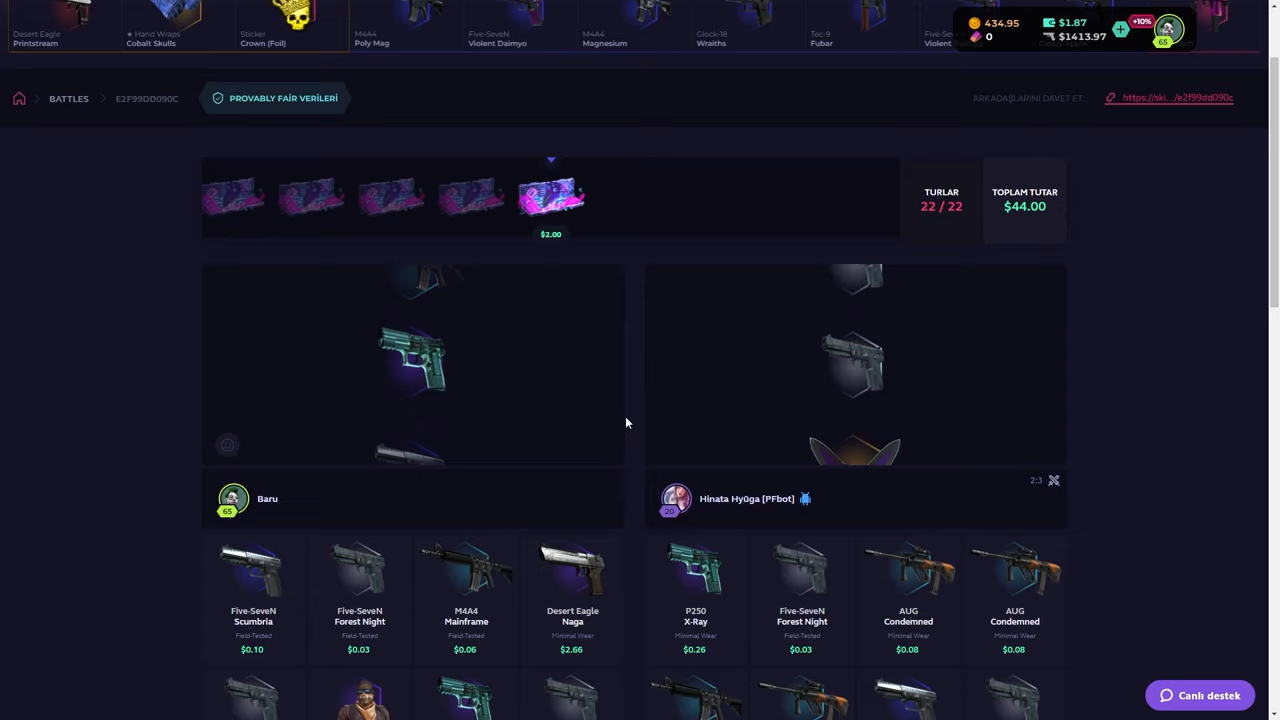 Desert Eagle
Printstream
★ Hand Wraps
Cobalt Skulls
Sticker
Crown (Foil)
M4A4
Poly Mag
Five-SeveN
Violent Daimyo
M4A4
Magnesium
Glock-18
Wraiths
Tec-9
Fubar
Five-SeveN
Violent
434.95
0
$1.87
$1413.97
+10%
65
BATTLES
E2F99DD090C
PROVABLY FAİR VERİLERİ
ARKADAŞLARINI DAVET ET:
https://ski.../e2f99dd090c
$2.00
TURLAR
22 / 22
TOPLAM TUTAR
$44.00
65
Baru
20
Hinata Hyūga [PFbot]
2:3
Five-SeveN
Scumbria
Field-Tested
$0.10
Five-SeveN
Forest Night
Field-Tested
$0.03
M4A4
Mainframe
Field-Tested
$0.06
Desert Eagle
Naga
Minimal Wear
$2.66
P250
X-Ray
Minimal Wear
$0.26
Five-SeveN
Forest Night
Field-Tested
$0.03
AUG
Condemned
Minimal Wear
$0.08
AUG
Condemned
Minimal Wear
$0.08
Canlı destek